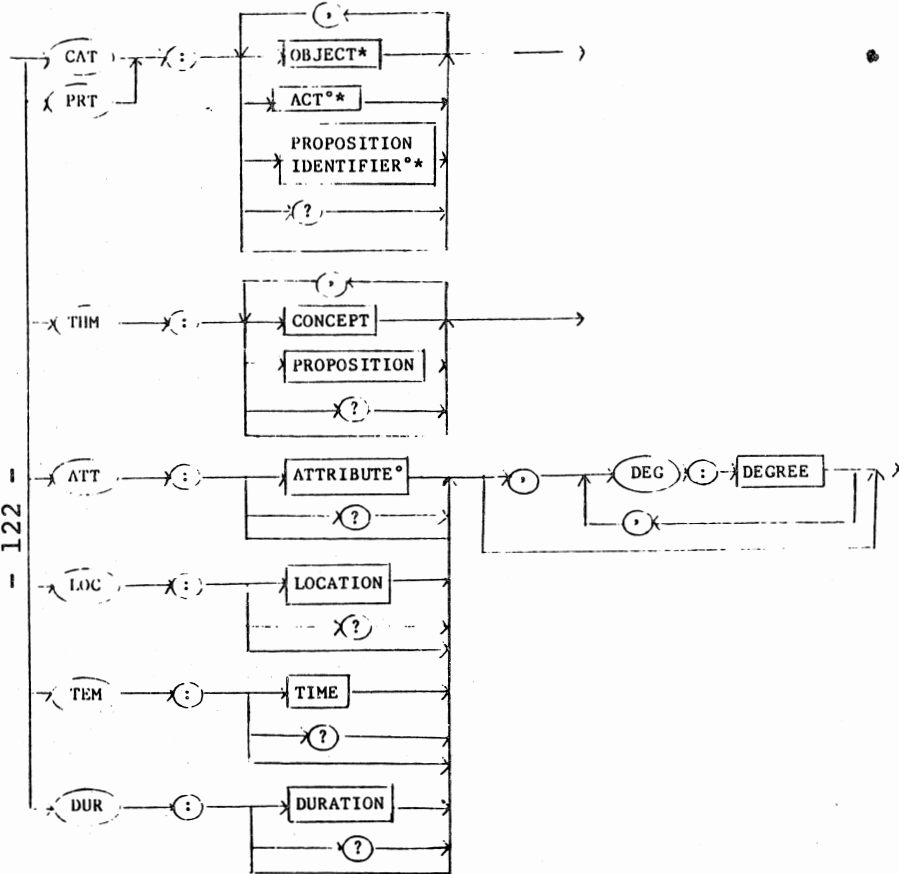 ,
CAT : OBJECT*
PRT ACT°*
PROPOSITION
IDENTIFIER°*
?
,
THM : CONCEPT
PROPOSITION
?
ATT : ATTRIBUTE° , DEG : DEGREE
? ,
- 122 -
LOC : LOCATION
?
TEM : TIME
?
DUR : DURATION
?